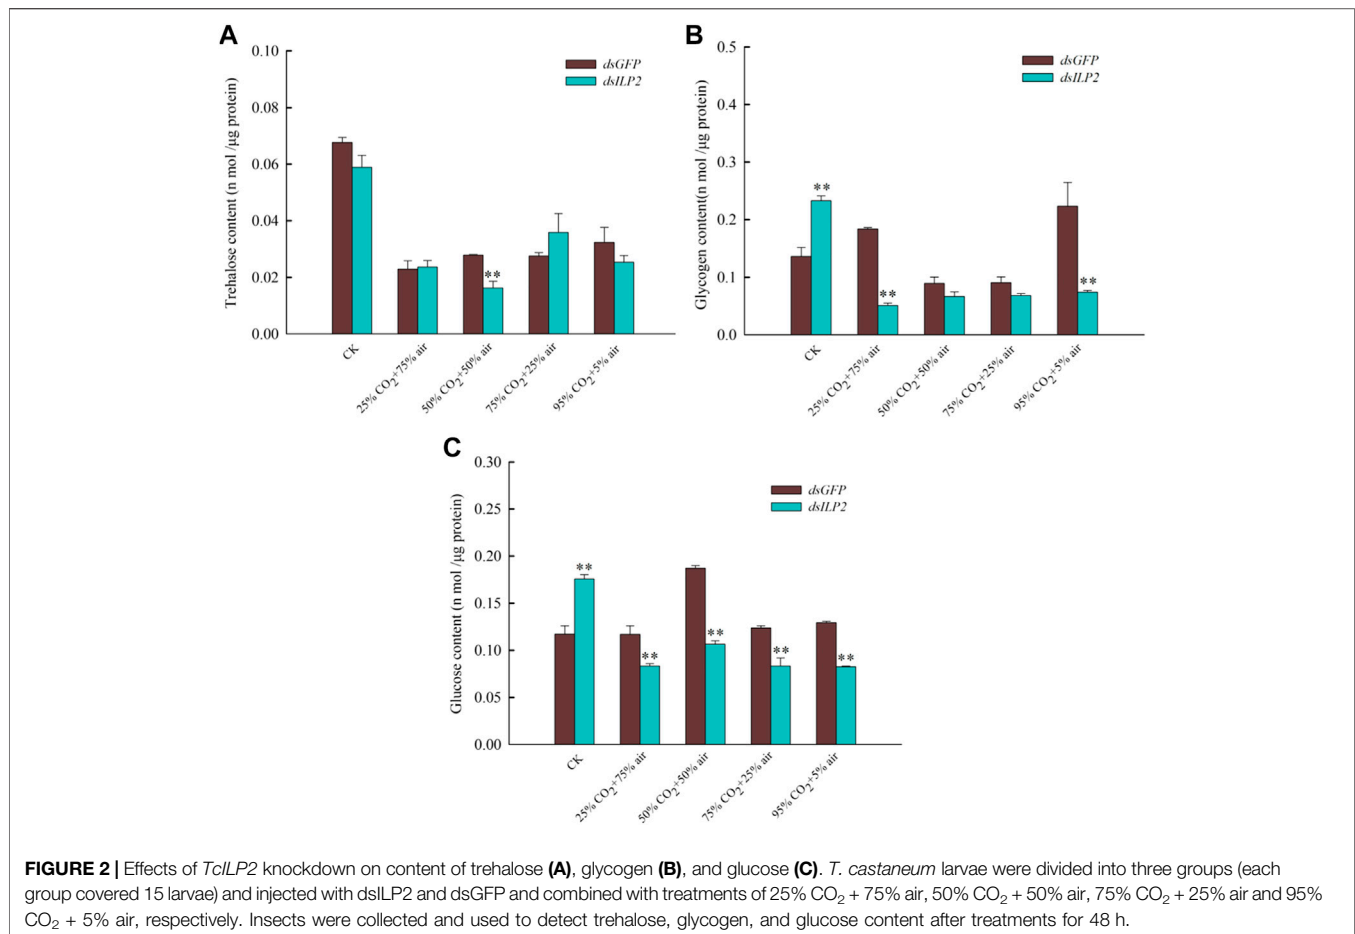 A
Trehalose content (n mol /μg protein)
0.10
0.08
0.06
0.04
0.02
0.00
dsGFP
dsILP2
**
CK
25% CO₂+75% air
50% CO₂+50% air
75% CO₂+25% air
95% CO₂+5% air
B
Glycogen content(n mol /μg protein)
0.5
0.4
0.3
0.2
0.1
0.0
dsGFP
dsILP2
**
**
**
CK
25% CO₂+75% air
50% CO₂+50% air
75% CO₂+25% air
95% CO₂+5% air
C
Glucose content (n mol /μg protein)
0.30
0.25
0.20
0.15
0.10
0.05
0.00
dsGFP
dsILP2
**
**
**
**
**
CK
25% CO₂+75% air
50% CO₂+50% air
75% CO₂+25% air
95% CO₂+5% air
FIGURE 2 | Effects of TcILP2 knockdown on content of trehalose (A), glycogen (B), and glucose (C). T. castaneum larvae were divided into three groups (each
group covered 15 larvae) and injected with dsILP2 and dsGFP and combined with treatments of 25% CO₂ + 75% air, 50% CO₂ + 50% air, 75% CO₂ + 25% air and 95%
CO₂ + 5% air, respectively. Insects were collected and used to detect trehalose, glycogen, and glucose content after treatments for 48 h.